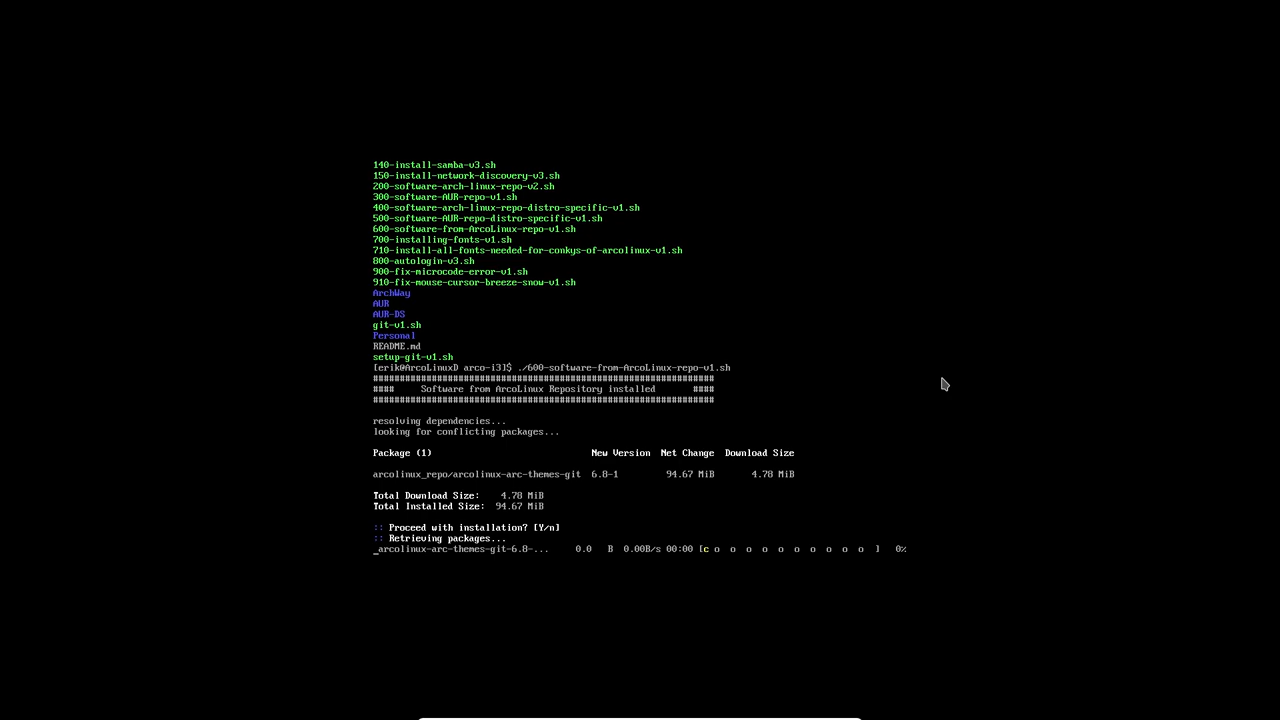 140-install-samba-v3.sh
150-install-network-discovery-v3.sh
200-software-arch-linux-repo-v2.sh
300-software-AUR-repo-v1.sh
400-software-arch-linux-repo-distro-specific-v1.sh
500-software-AUR-repo-distro-specific-v1.sh
600-software-from-ArcoLinux-repo-v1.sh
700-installing-fonts-v1.sh
710-install-all-fonts-needed-for-conkys-of-arcolinux-v1.sh
800-autologin-v3.sh
900-fix-microcode-error-v1.sh
910-fix-mouse-cursor-breeze-snow-v1.sh
ArchWay
AUR
AUR-DS
git-v1.sh
Personal
README.md
setup-git-v1.sh
[erik@ArcoLinuxD arco-i3]$ ./600-software-from-ArcoLinux-repo-v1.sh
################################################################
####     Software from ArcoLinux Repository installed       ####
################################################################
resolving dependencies...
looking for conflicting packages...
Package (1)                              New Version  Net Change  Download Size
arcolinux_repo/arcolinux-arc-themes-git  6.8-1         94.67 MiB       4.78 MiB
Total Download Size:    4.78 MiB
Total Installed Size:  94.67 MiB
:: Proceed with installation? [Y/n]
:: Retrieving packages...
_arcolinux-arc-themes-git-6.8-...     0.0   B  0.00B/s 00:00 [c o  o  o  o  o  o  o  o  o  o  ]   0%